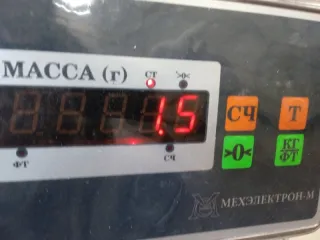 МАССА (г)
СТ >0<
1.5
ФТ СЧ
СЧ Т
>0< КГ
ФТ
МЕХЭЛЕКТРОН-М